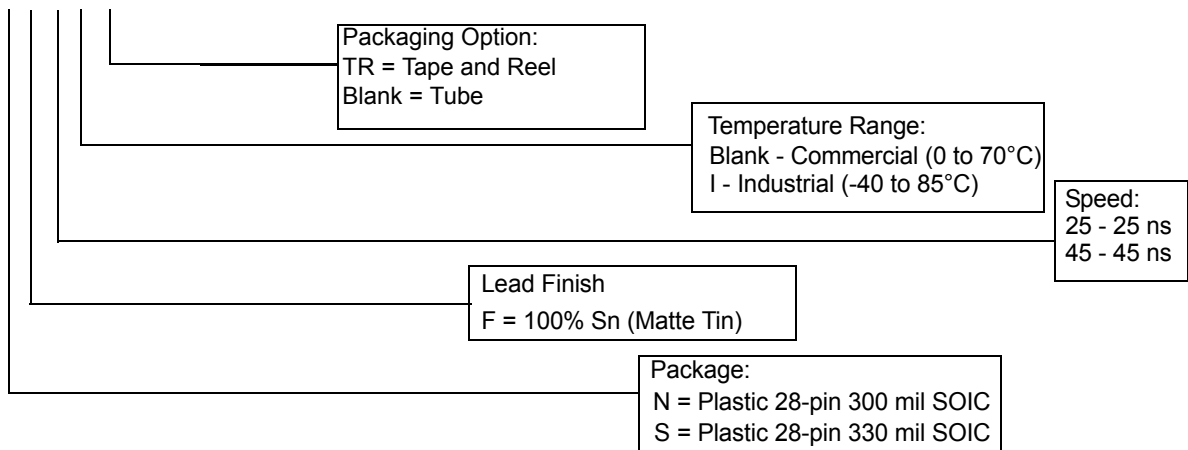 Packaging Option:
TR = Tape and Reel
Blank = Tube
Temperature Range:
Blank - Commercial (0 to 70°C)
I - Industrial (-40 to 85°C)
Speed:
25 - 25 ns
45 - 45 ns
Lead Finish
F = 100% Sn (Matte Tin)
Package:
N = Plastic 28-pin 300 mil SOIC
S = Plastic 28-pin 330 mil SOIC